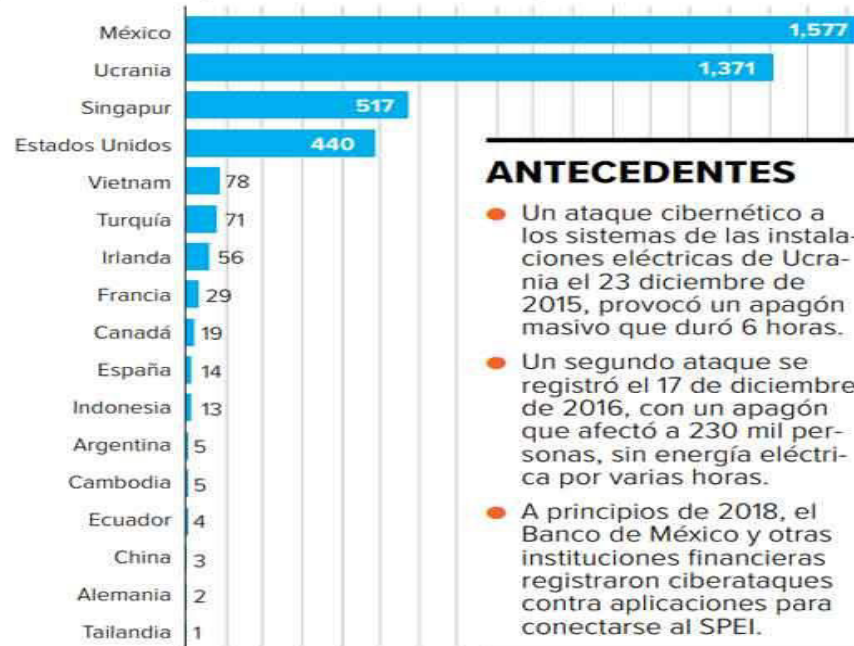 México 1,577
Ucrania 1,371
Singapur 517
Estados Unidos 440
Vietnam 78
Turquía 71
Irlanda 56
Francia 29
Canadá 19
España 14
Indonesia 13
Argentina 5
Cambodia 5
Ecuador 4
China 3
Alemania 2
Tailandia 1
ANTECEDENTES
Un ataque cibernético a
los sistemas de las instala-
ciones eléctricas de Ucra-
nia el 23 diciembre de
2015, provocó un apagón
masivo que duró 6 horas.
Un segundo ataque se
registró el 17 de diciembre
de 2016, con un apagón
que afectó a 230 mil per-
sonas, sin energía eléctri-
ca por varias horas.
A principios de 2018, el
Banco de México y otras
instituciones financieras
registraron ciberataques
contra aplicaciones para
conectarse al SPEI.